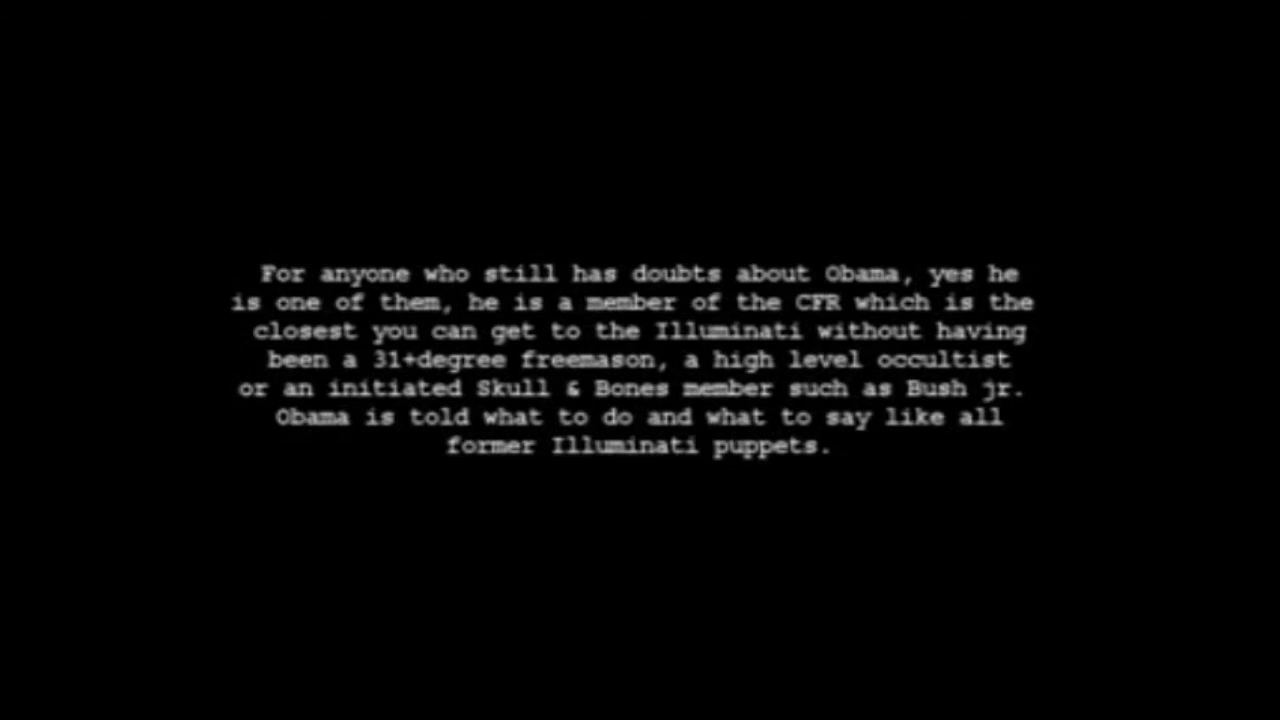 For anyone who still has doubts about Obama, yes he
is one of them, he is a member of the CFR which is the
closest you can get to the Illuminati without having
been a 31+degree freemason, a high level occultist
or an initiated Skull & Bones member such as Bush jr.
Obama is told what to do and what to say like all
former Illuminati puppets.